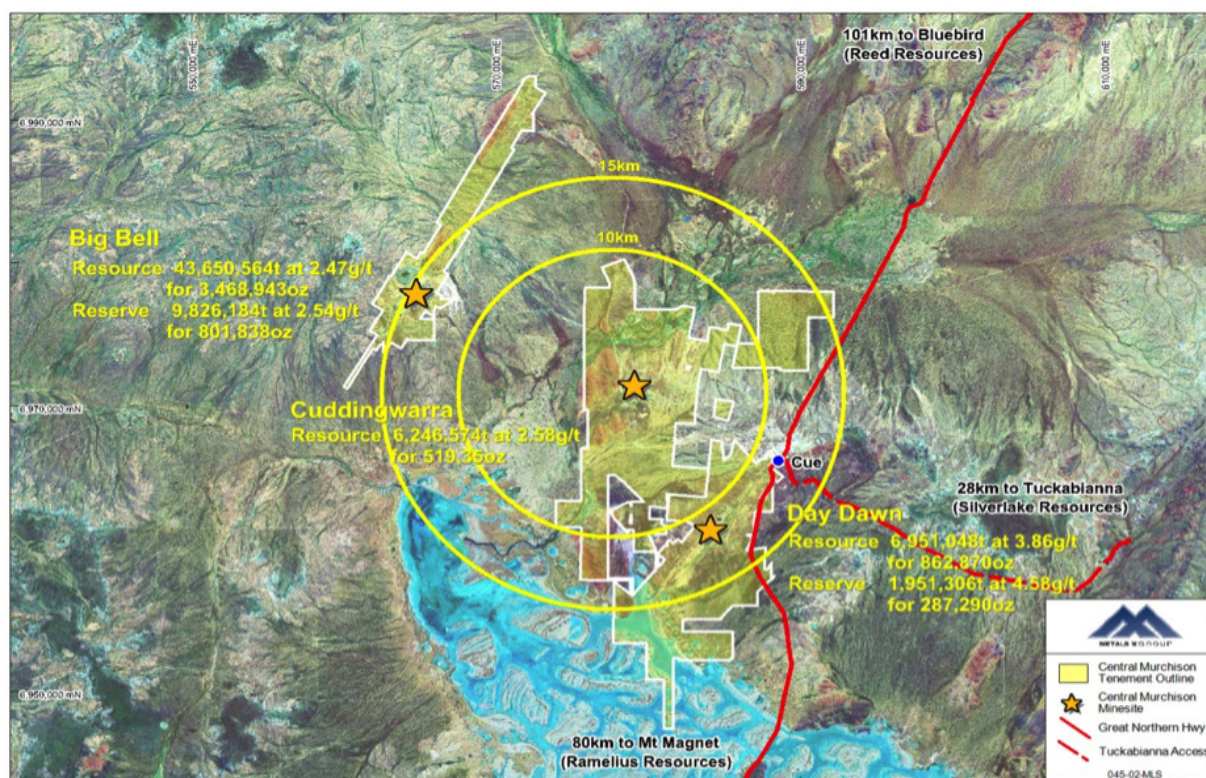 101km to Bluebird
(Reed Resources)
550,000 mE
570,000 mE
590,000 mE
610,000 mE
6,990,000 mN
15km
10km
Big Bell
Resource 43,650,564t at 2.47g/t
for 3,468,943oz
Reserve 9,826,184t at 2.54g/t
for 801,838oz
6,970,000 mN
Cuddingwarra
Resource 6,246,574t at 2.58g/t
for 519,35oz
Cue
28km to Tuckabianna
(Silverlake Resources)
Day Dawn
Resource 6,951,048t at 3.86g/t
for 862,870oz
Reserve 1,951,306t at 4.58g/t
for 287,290oz
6,950,000 mN
80km to Mt Magnet
(Ramelius Resources)
METALS X GROUP
Central Murchison
Tenement Outline
Central Murchison
Minesite
Great Northern Hwy
Tuckabianna Access
045-02-MLS